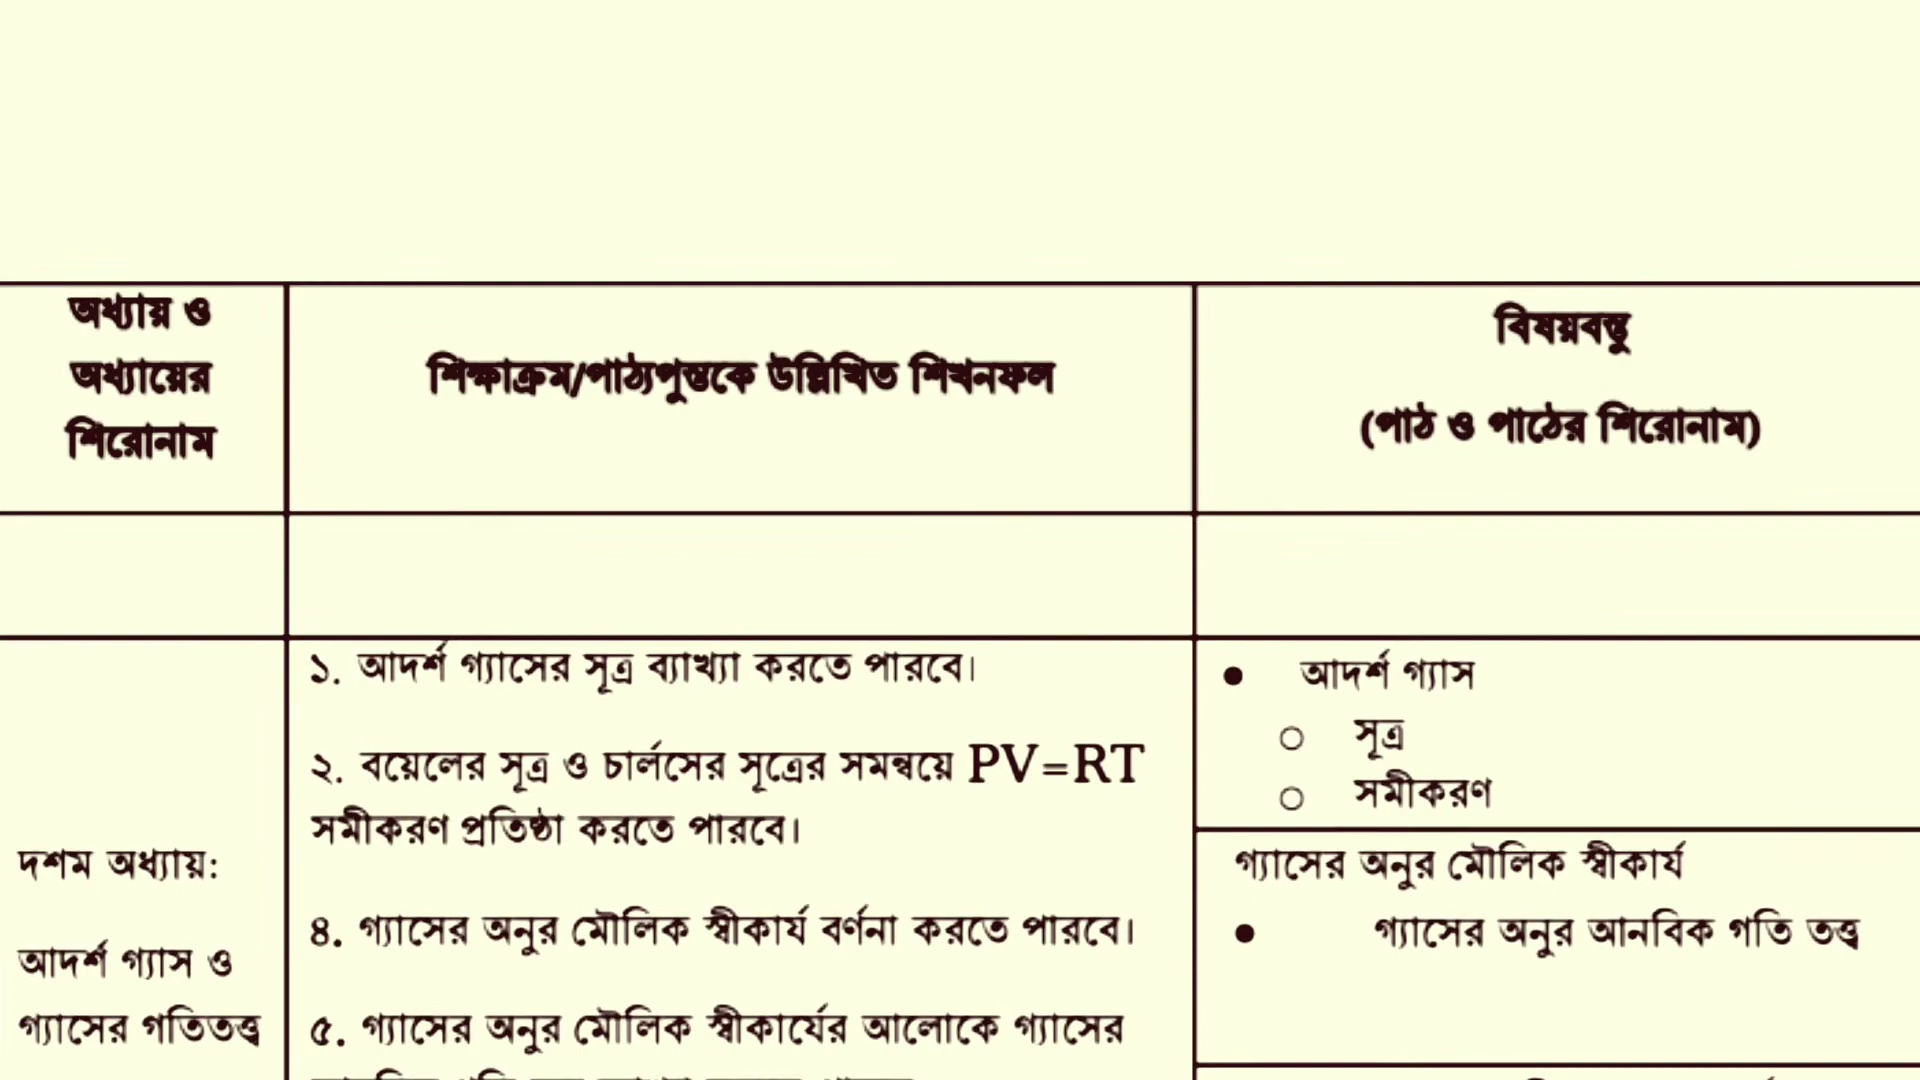 অধ্যায় ও
অধ্যায়ের
শিরোনাম
শিক্ষাক্রম/পাঠ্যপুস্তকে উল্লিখিত শিখনফল
বিষয়বস্তু
(পাঠ ও পাঠের শিরোনাম)
দশম অধ্যায়:
আদর্শ গ্যাস ও
গ্যাসের গতিতত্ত্ব
১. আদর্শ গ্যাসের সূত্র ব্যাখ্যা করতে পারবে।
২. বয়েলের সূত্র ও চার্লসের সূত্রের সমন্বয়ে PV=RT
সমীকরণ প্রতিষ্ঠা করতে পারবে।
৪. গ্যাসের অনুর মৌলিক স্বীকার্য বর্ণনা করতে পারবে।
৫. গ্যাসের অনুর মৌলিক স্বীকার্যের আলোকে গ্যাসের
● আদর্শ গ্যাস
○ সূত্র
○ সমীকরণ
গ্যাসের অনুর মৌলিক স্বীকার্য
● গ্যাসের অনুর আনবিক গতি তত্ত্ব